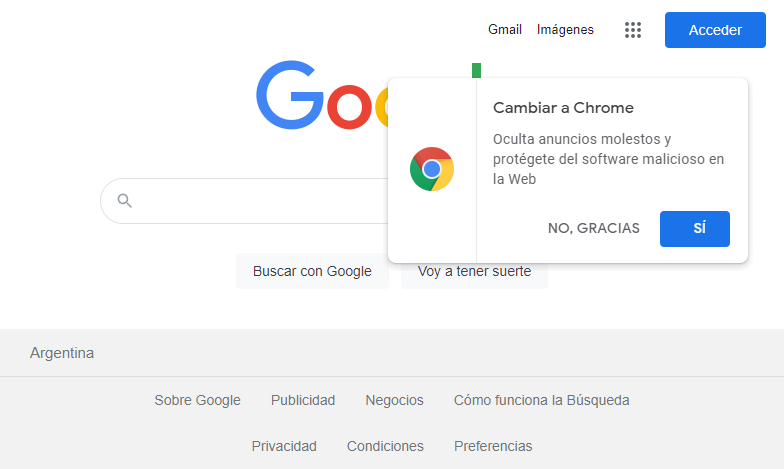 Gmail Imágenes Acceder
Goo
Cambiar a Chrome
Oculta anuncios molestos y
protégete del software malicioso en
la Web
NO, GRACIAS SÍ
Buscar con Google Voy a tener suerte
Argentina
Sobre Google Publicidad Negocios Cómo funciona la Búsqueda
Privacidad Condiciones Preferencias